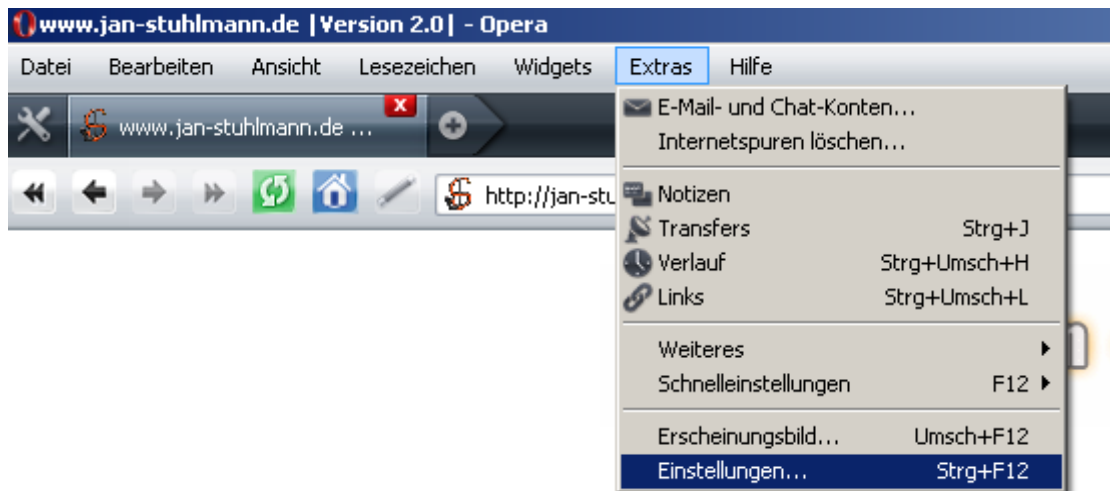 www.jan-stuhlmann.de |Version 2.0| - Opera
Datei Bearbeiten Ansicht Lesezeichen Widgets Extras Hilfe
www.jan-stuhlmann.de ...
http://jan-stu
E-Mail- und Chat-Konten...
Internetspuren löschen...
Notizen
Transfers Strg+J
Verlauf Strg+Umsch+H
Links Strg+Umsch+L
Weiteres
Schnelleinstellungen F12
Erscheinungsbild... Umsch+F12
Einstellungen... Strg+F12